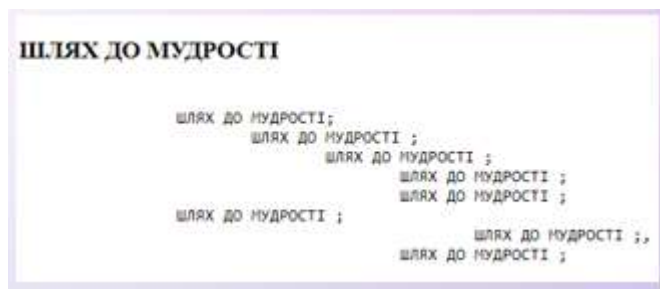 ШЛЯХ ДО МУДРОСТІ
ШЛЯХ ДО МУДРОСТІ;
ШЛЯХ ДО МУДРОСТІ ;
ШЛЯХ ДО МУДРОСТІ ;
ШЛЯХ ДО МУДРОСТІ ;
ШЛЯХ ДО МУДРОСТІ ;
ШЛЯХ ДО МУДРОСТІ ;
ШЛЯХ ДО МУДРОСТІ ;,
ШЛЯХ ДО МУДРОСТІ ;